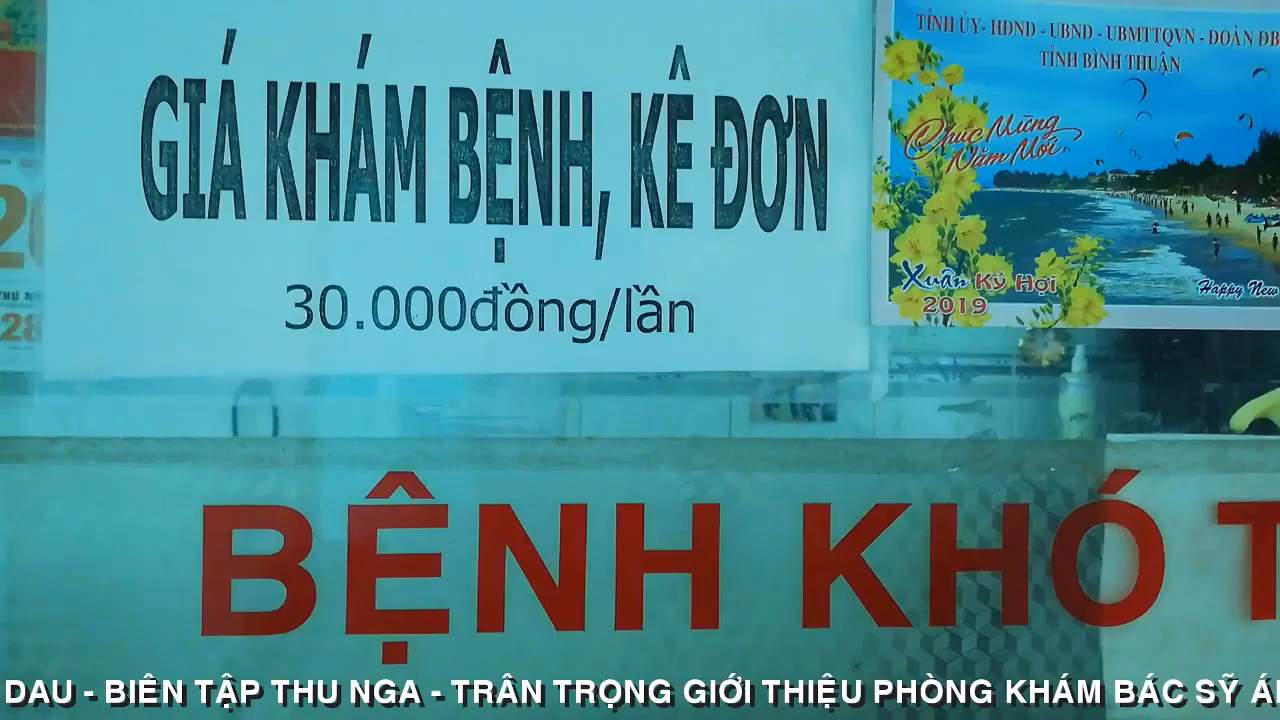 GIÁ KHÁM BỆNH, KÊ ĐƠN
30.000đồng/lần
TỈNH ỦY- HĐND - UBND - UBMTTQVN - ĐOÀN ĐB
TỈNH BÌNH THUẬN
Chúc Mừng
Năm Mới
Xuân Kỷ Hợi
2019
Happy New
28
BỆNH KHÓ T
DAU - BIÊN TẬP THU NGA - TRÂN TRỌNG GIỚI THIỆU PHÒNG KHÁM BÁC SỸ